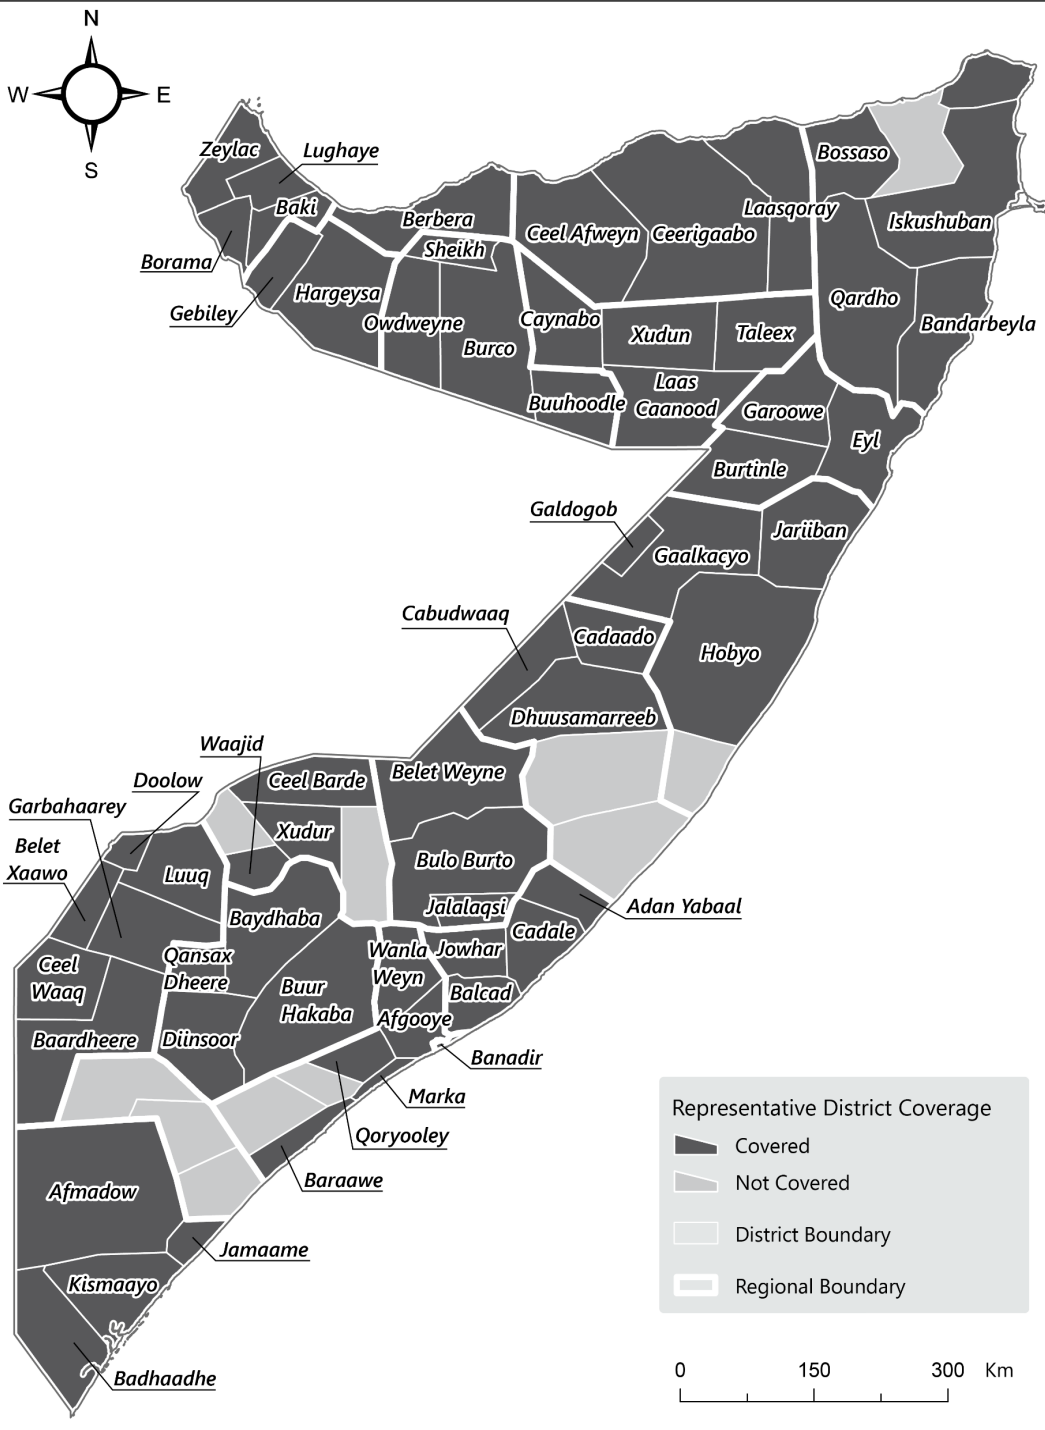 N
W
E
S
Zeylac
Lughaye
Bossaso
Baki
Laasqoray
Berbera
Iskushuban
Ceel Afweyn
Ceerigaabo
Sheikh
Borama
Hargeysa
Qardho
Gebiley
Owdweyne
Caynabo
Bandarbeyla
Xudun
Taleex
Burco
Laas
Caanood
Buuhoodle
Garoowe
Eyl
Burtinle
Galdogob
Jariiban
Gaalkacyo
Cabudwaaq
Cadaado
Hobyo
Dhuusamarreeb
Waajid
Belet Weyne
Doolow
Ceel Barde
Garbahaarey
Xudur
Belet
Xaawo
Bulo Burto
Luuq
Jalalaqsi
Adan Yabaal
Baydhaba
Cadale
Wanla
Weyn
Jowhar
Qansax
Dheere
Ceel
Waaq
Buur
Hakaba
Balcad
Afgooye
Baardheere
Diinsoor
Banadir
Marka
Qoryooley
Baraawe
Afmadow
Jamaame
Kismaayo
Badhaadhe
Representative District Coverage
Covered
Not Covered
District Boundary
Regional Boundary
0 150 300 Km